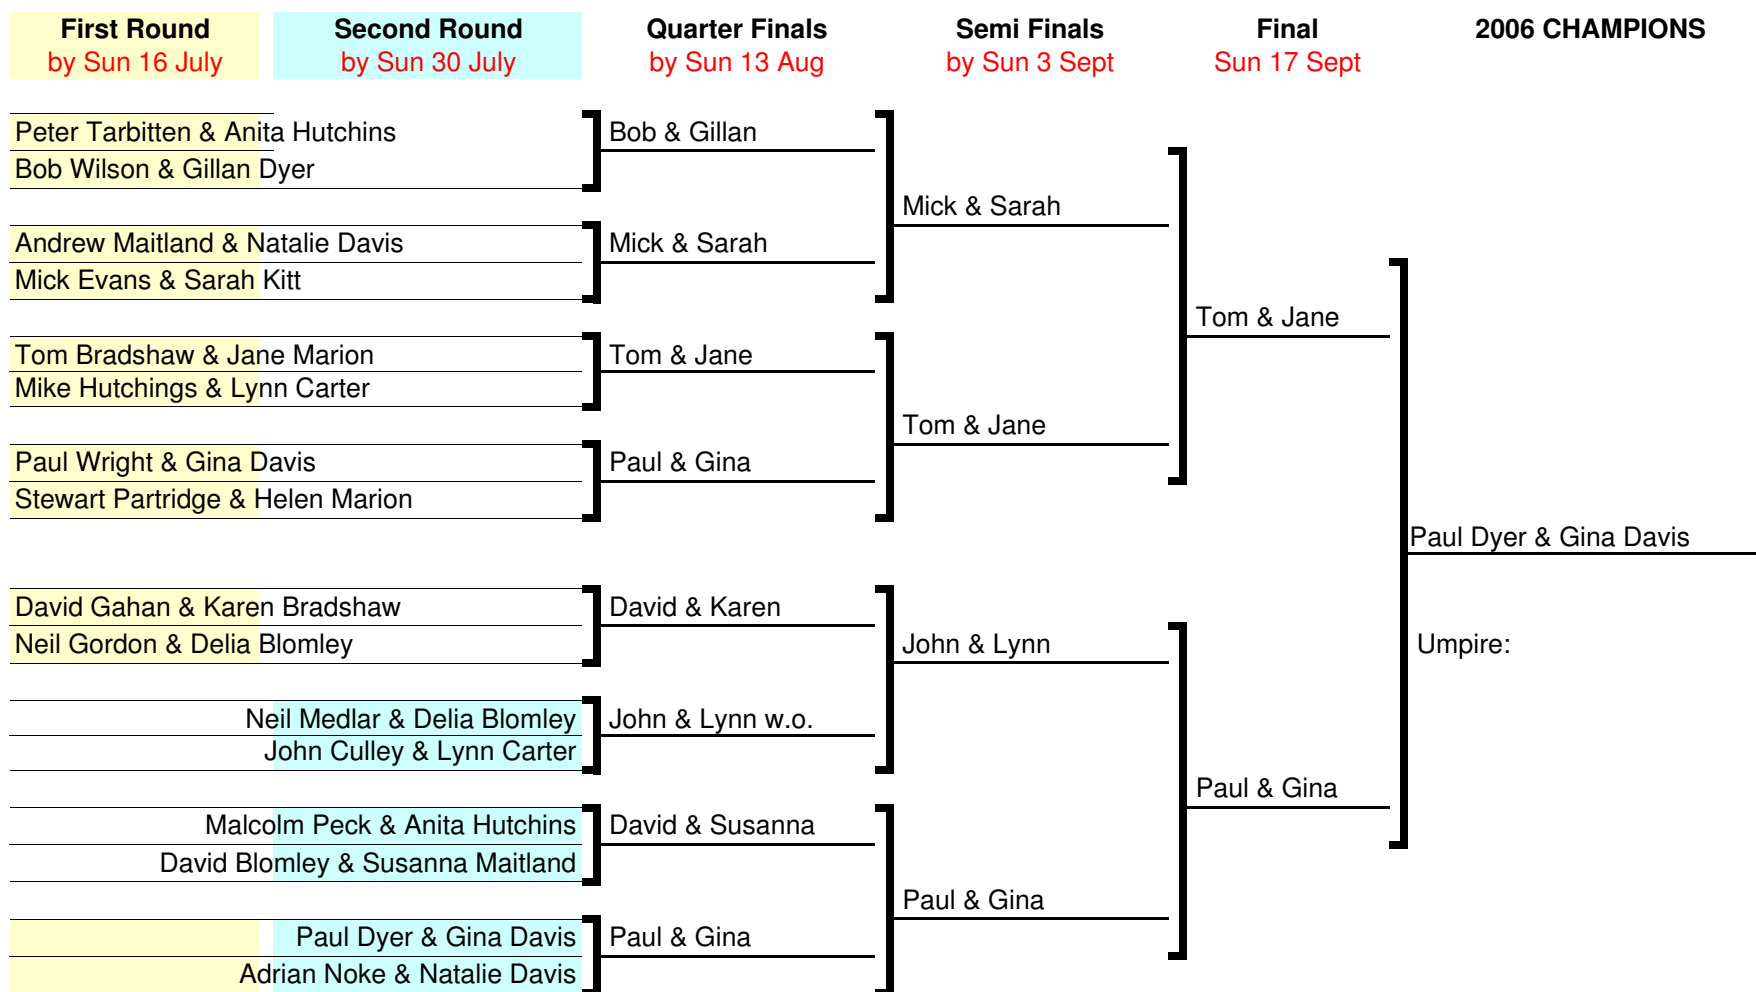 First Round
by Sun 16 July
Second Round
by Sun 30 July
Quarter Finals
by Sun 13 Aug
Semi Finals
by Sun 3 Sept
Final
Sun 17 Sept
2006 CHAMPIONS
Peter Tarbitten & Anita Hutchins
Bob Wilson & Gillan Dyer
Andrew Maitland & Natalie Davis
Mick Evans & Sarah Kitt
Tom Bradshaw & Jane Marion
Mike Hutchings & Lynn Carter
Paul Wright & Gina Davis
Stewart Partridge & Helen Marion
David Gahan & Karen Bradshaw
Neil Gordon & Delia Blomley
Neil Medlar & Delia Blomley
John Culley & Lynn Carter
Malcolm Peck & Anita Hutchins
David Blomley & Susanna Maitland
Paul Dyer & Gina Davis
Adrian Noke & Natalie Davis
Bob & Gillan
Mick & Sarah
Tom & Jane
Paul & Gina
David & Karen
John & Lynn w.o.
David & Susanna
Paul & Gina
Mick & Sarah
Tom & Jane
John & Lynn
Paul & Gina
Tom & Jane
Paul & Gina
Paul Dyer & Gina Davis
Umpire: